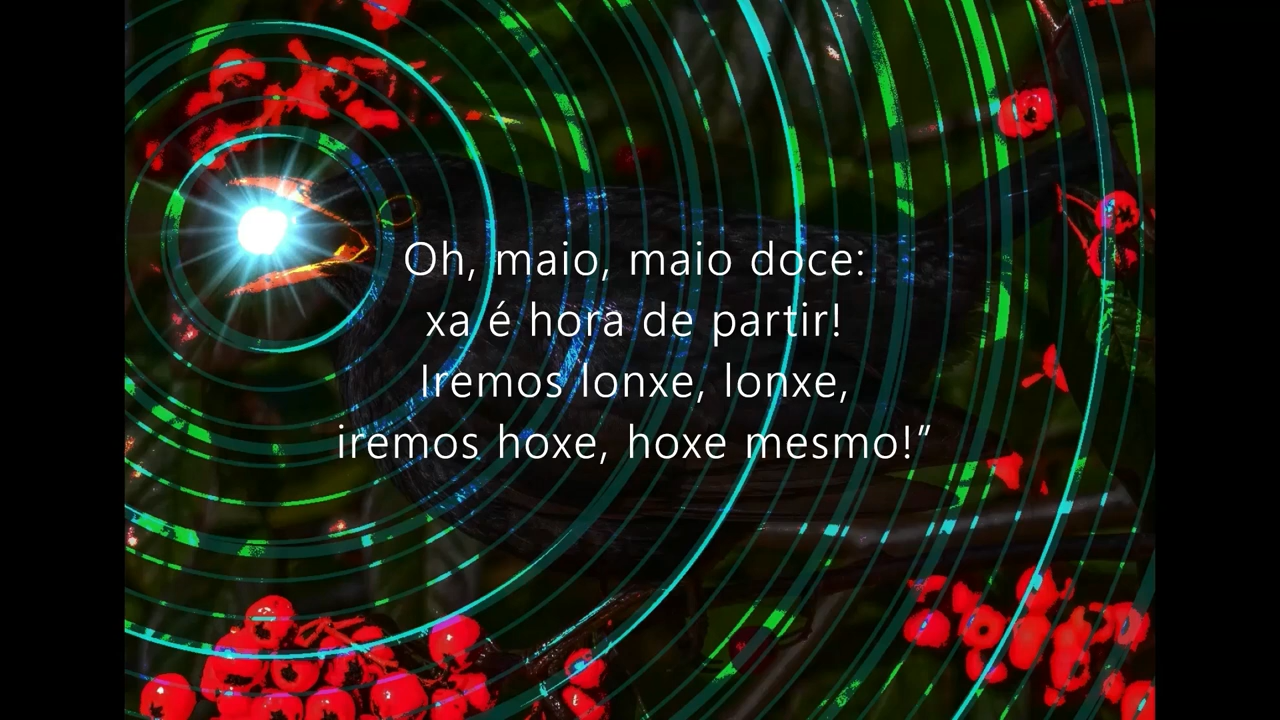 Oh, maio, maio doce:
xa é hora de partir!
Iremos lonxe, lonxe,
iremos hoxe, hoxe mesmo!”